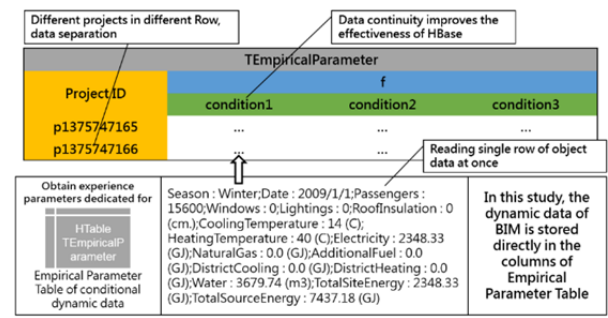 Different projects in different Row,
data separation
Data continuity improves the
effectiveness of HBase
TEmpiricalParameter
Project ID
f
condition1 condition2 condition3
p1375747165 ... ... ...
p1375747166 ... ... ...
Reading single row of object
data at once
Obtain experience
parameters dedicated for
HTable
TEmpiricalP
arameter
Empirical Parameter
Table of conditional
dynamic data
Season : Winter;Date : 2009/1/1;Passengers :
15600;Windows : 0;Lightings : 0;RoofInsulation : 0
(cm.);CoolingTemperature : 14 (C);
HeatingTemperature : 40 (C);Electricity : 2348.33
(GJ);NaturalGas : 0.0 (GJ);AdditionalFuel : 0.0
(GJ);DistrictCooling : 0.0 (GJ);DistrictHeating : 0.0
(GJ);Water : 3679.74 (m3);TotalSiteEnergy : 2348.33
(GJ);TotalSourceEnergy : 7437.18 (GJ)
In this study, the
dynamic data of
BIM is stored
directly in the
columns of
Empirical
Parameter Table